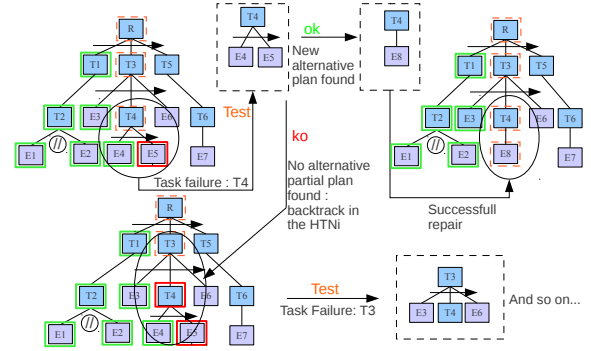 R
T1
T3
T5
T2
E3
T4
E6
T6
E1
//
E2
E4
E5
E7
Task failure : T4
Test
T4
E4
E5
ok
New
alternative
plan found
T4
E8
ko
No alternative
partial plan
found :
backtrack in
the HTNi
R
T1
T3
T5
T2
E3
T4
E6
T6
E1
//
E2
E8
E7
Successfull
repair
R
T1
T3
T5
T2
E3
T4
E6
T6
E1
//
E2
E4
E5
E7
Test
Task Failure: T3
T3
E3
T4
E6
And so on...